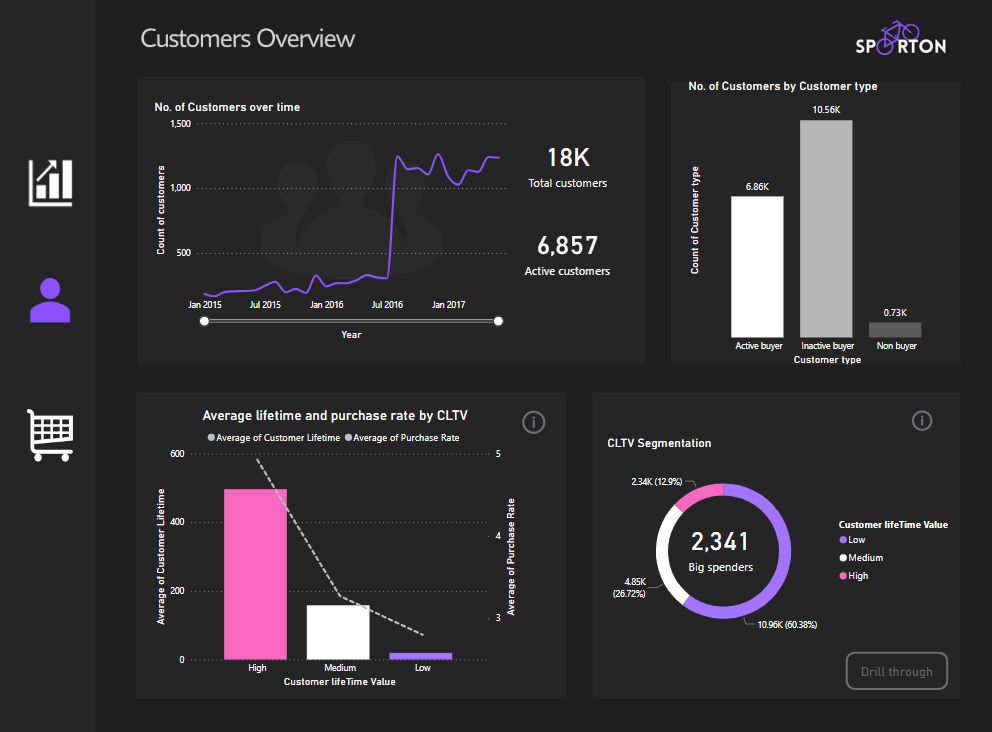 Customers Overview
SPORTON
No. of Customers over time
1,500
1,000
500
Count of customers
Jan 2015
Jul 2015
Jan 2016
Jul 2016
Jan 2017
Year
18K
Total customers
6,857
Active customers
No. of Customers by Customer type
10.56K
6.86K
0.73K
Count of Customer type
Active buyer
Inactive buyer
Non buyer
Customer type
Average lifetime and purchase rate by CLTV
Average of Customer Lifetime
Average of Purchase Rate
600
400
200
0
Average of Customer Lifetime
5
4
3
Average of Purchase Rate
High
Medium
Low
Customer lifeTime Value
i
CLTV Segmentation
i
2.34K (12.9%)
4.85K
(26.72%)
10.96K (60.38%)
2,341
Big spenders
Customer lifeTime Value
Low
Medium
High
Drill through